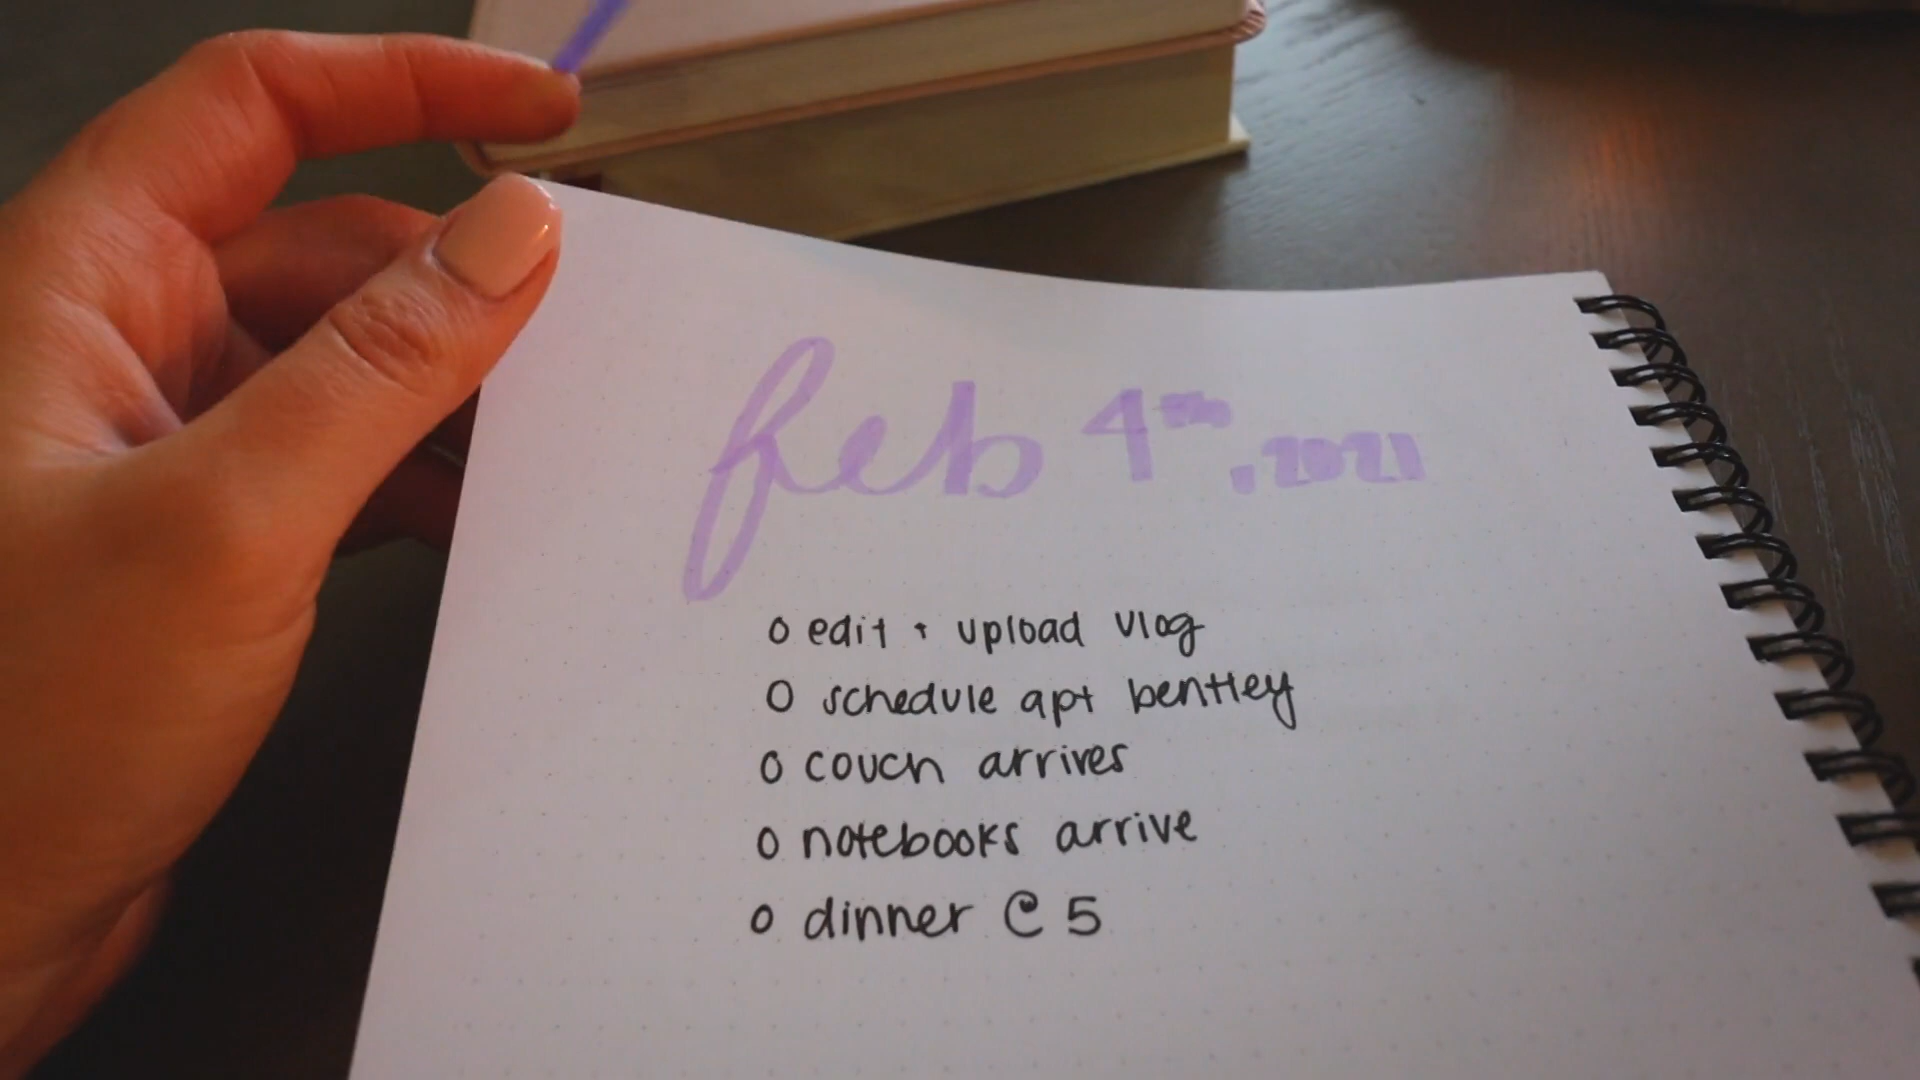 feb 4th, 2021
o edit + upload vlog
o schedule apt bentley
o couch arrives
o notebooks arrive
o dinner @ 5